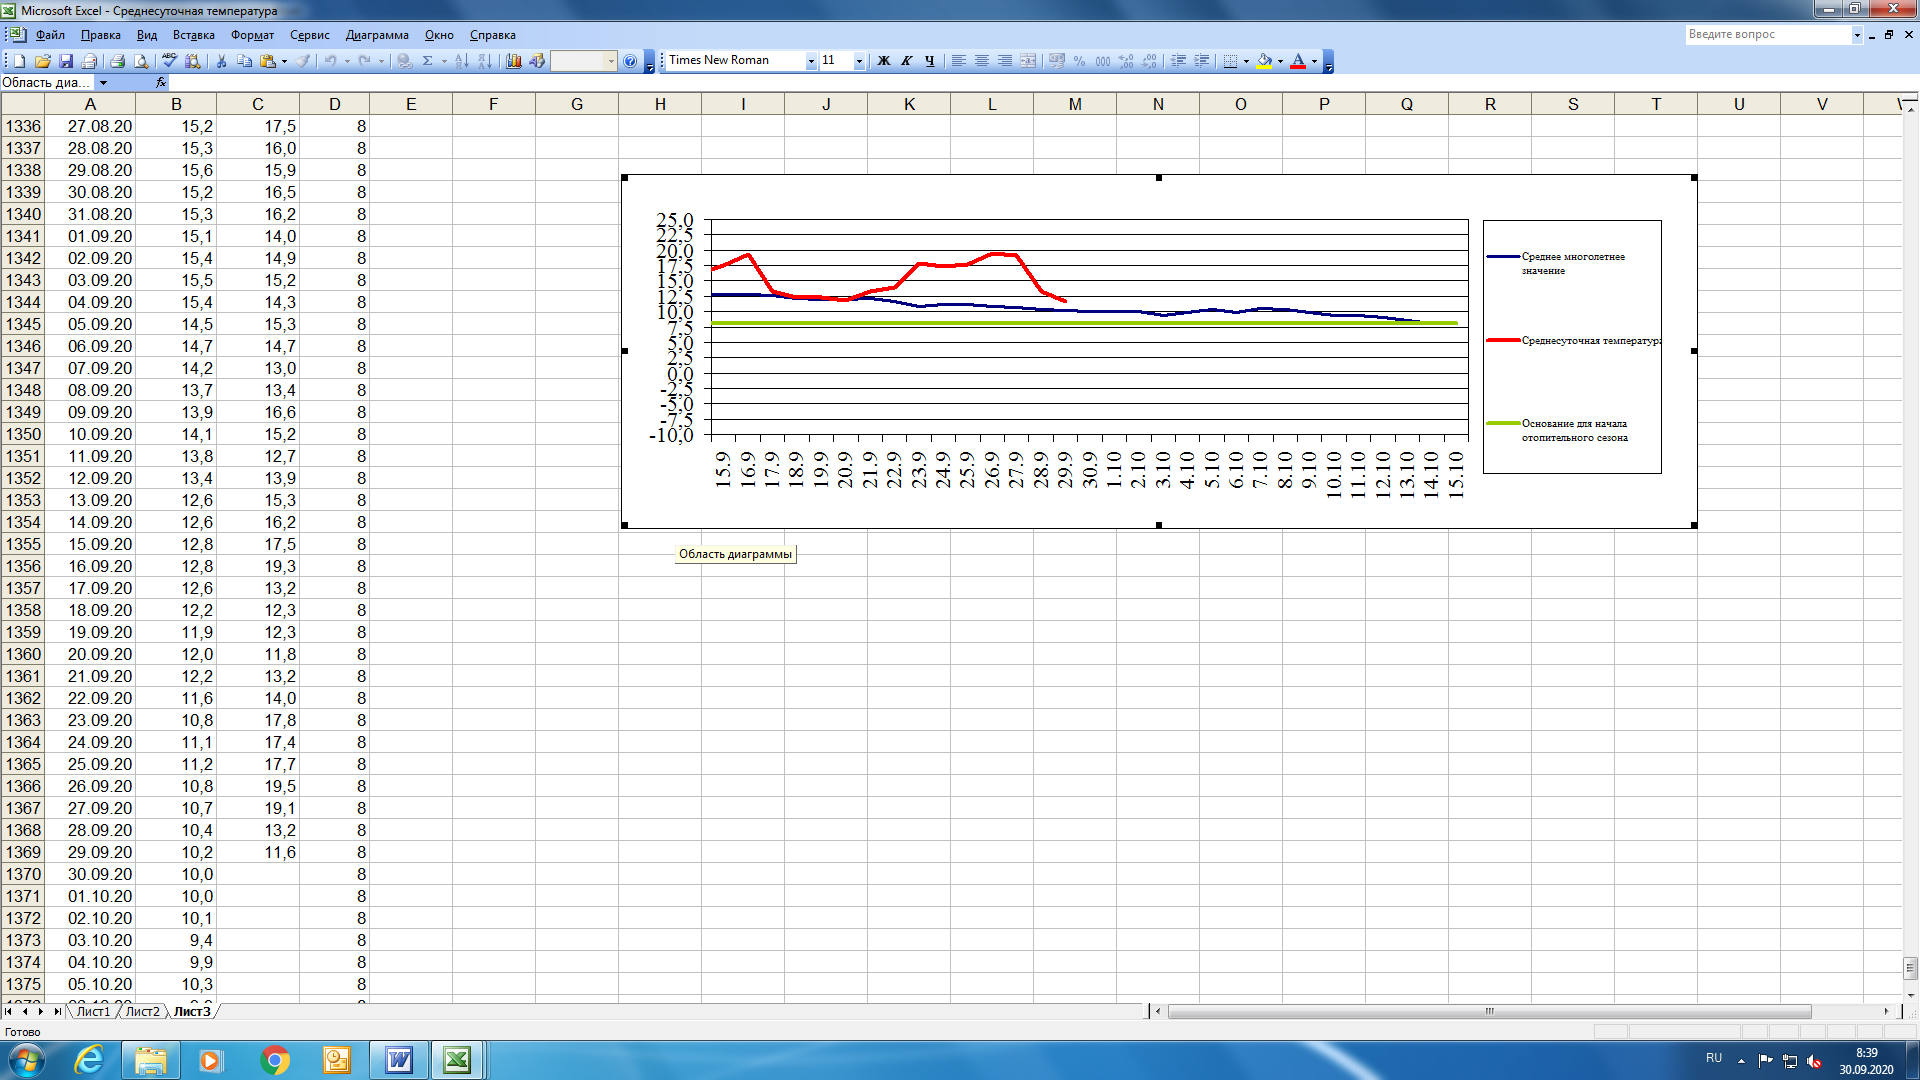 Microsoft Excel - Среднесуточная температура
Файл Правка Вид Вставка Формат Сервис Диаграмма Окно Справка
Введите вопрос
Times New Roman 11 Ж К Ч
Область диа... fx
A B C D E F G H I J K L M N O P Q R S T U V
1336 27.08.20 15,2 17,5 8
1337 28.08.20 15,3 16,0 8
1338 29.08.20 15,6 15,9 8
1339 30.08.20 15,2 16,5 8
1340 31.08.20 15,3 16,2 8
1341 01.09.20 15,1 14,0 8
1342 02.09.20 15,4 14,9 8
1343 03.09.20 15,5 15,2 8
1344 04.09.20 15,4 14,3 8
1345 05.09.20 14,5 15,3 8
1346 06.09.20 14,7 14,7 8
1347 07.09.20 14,2 13,0 8
1348 08.09.20 13,7 13,4 8
1349 09.09.20 13,9 16,6 8
1350 10.09.20 14,1 15,2 8
1351 11.09.20 13,8 12,7 8
1352 12.09.20 13,4 13,9 8
1353 13.09.20 12,6 15,3 8
1354 14.09.20 12,6 16,2 8
1355 15.09.20 12,8 17,5 8
1356 16.09.20 12,8 19,3 8
1357 17.09.20 12,6 13,2 8
1358 18.09.20 12,2 12,3 8
1359 19.09.20 11,9 12,3 8
1360 20.09.20 12,0 11,8 8
1361 21.09.20 12,2 13,2 8
1362 22.09.20 11,6 14,0 8
1363 23.09.20 10,8 17,8 8
1364 24.09.20 11,1 17,4 8
1365 25.09.20 11,2 17,7 8
1366 26.09.20 10,8 19,5 8
1367 27.09.20 10,7 19,1 8
1368 28.09.20 10,4 13,2 8
1369 29.09.20 10,2 11,6 8
1370 30.09.20 10,0 8
1371 01.10.20 10,0 8
1372 02.10.20 10,1 8
1373 03.10.20 9,4 8
1374 04.10.20 9,9 8
1375 05.10.20 10,3 8
25,0
22,5
20,0
17,5
15,0
12,5
10,0
7,5
5,0
2,5
0,0
-2,5
-5,0
-7,5
-10,0
15.9 16.9 17.9 18.9 19.9 20.9 21.9 22.9 23.9 24.9 25.9 26.9 27.9 28.9 29.9 30.9 1.10 2.10 3.10 4.10 5.10 6.10 7.10 8.10 9.10 10.10 11.10 12.10 13.10 14.10 15.10
Среднее многолетнее
значение
Среднесуточная температура
Основание для начала
отопительного сезона
Область диаграммы
Лист1 Лист2 Лист3
Готово
RU
8:39
30.09.2020